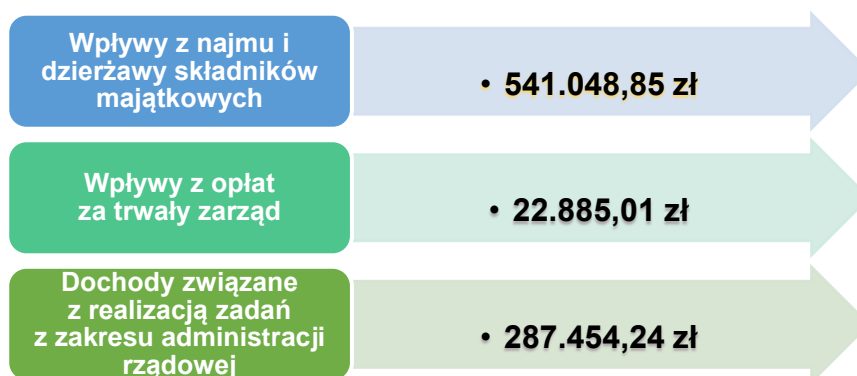 Wpływy z najmu i
dzierżawy składników
majątkowych
• 541.048,85 zł
Wpływy z opłat
za trwały zarząd
• 22.885,01 zł
Dochody związane
z realizacją zadań
z zakresu administracji
rządowej
• 287.454,24 zł